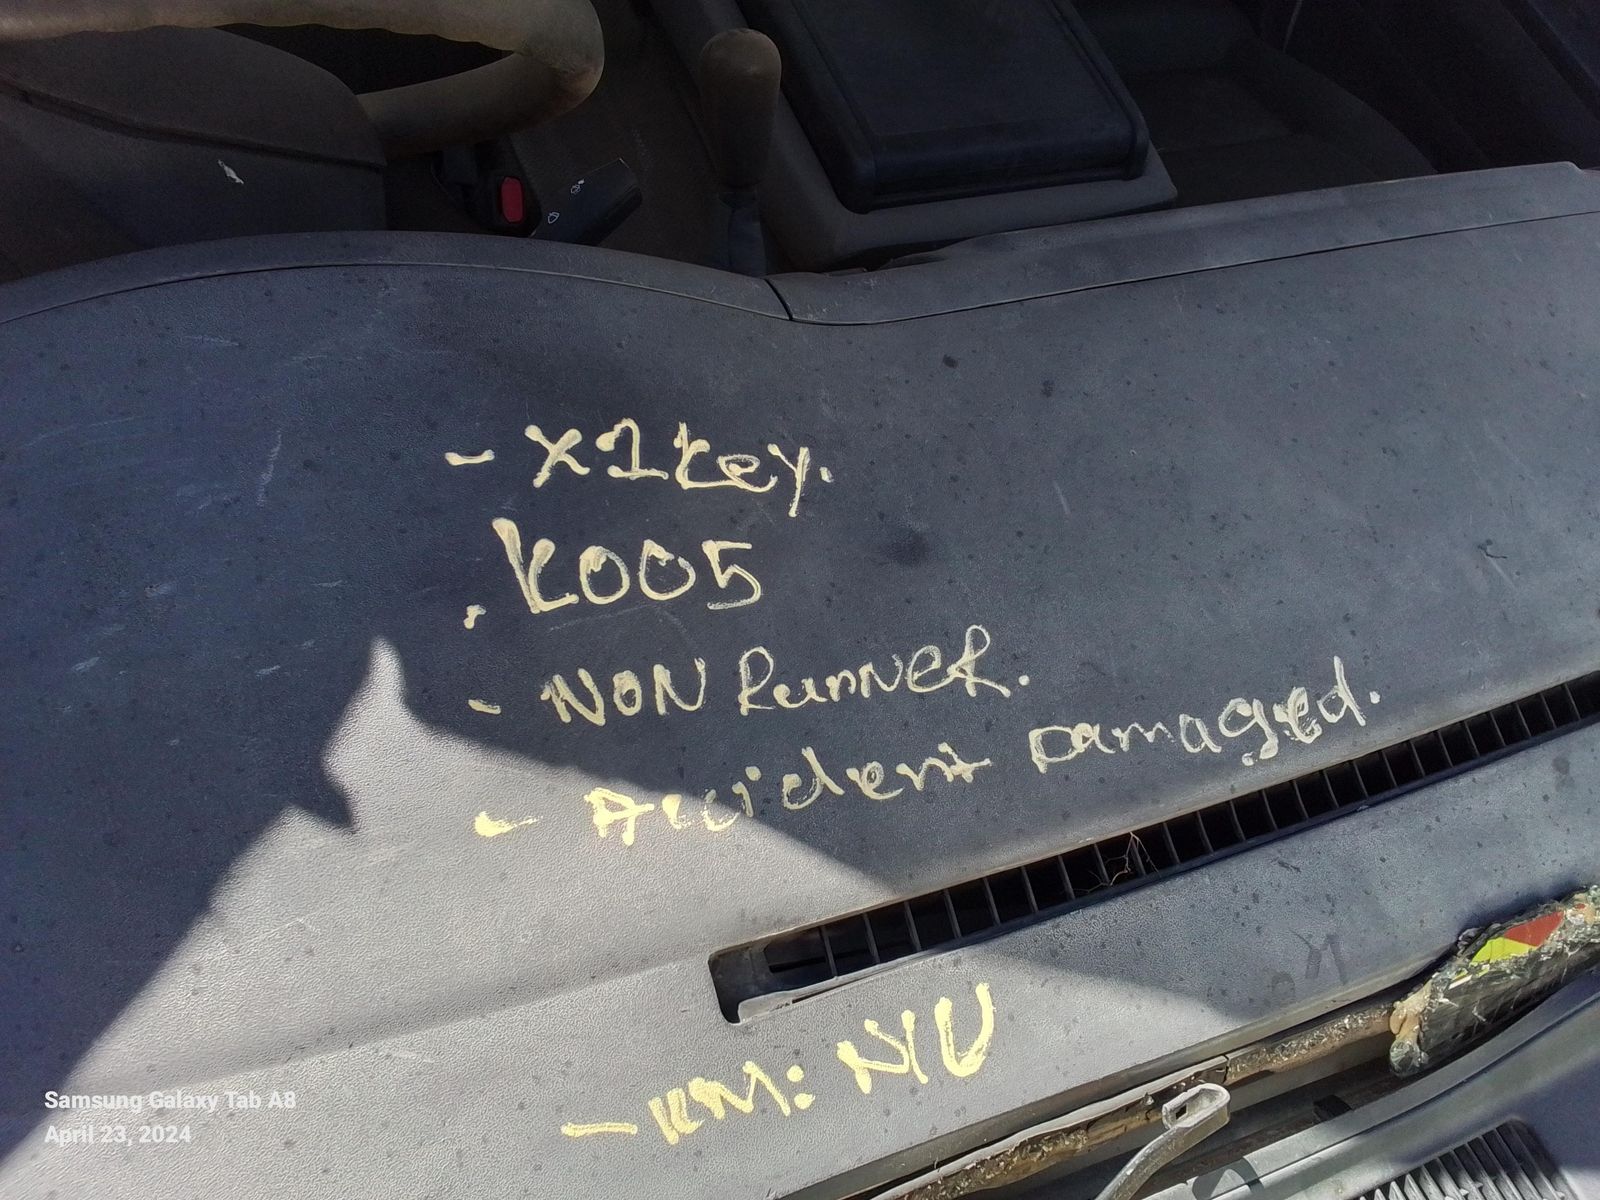 - X1 key.
. K005
- NON RunNeR.
- Accident Damaged.
- KM: N/U
Samsung Galaxy Tab A8
April 23, 2024